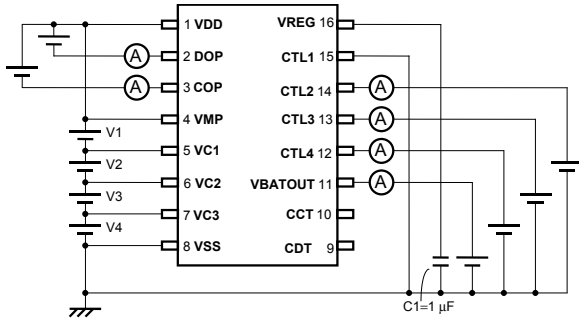 1 VDD
VREG 16
A
2 DOP
CTL1 15
A
3 COP
CTL2 14
A
4 VMP
CTL3 13
A
V1
5 VC1
CTL4 12
A
V2
6 VC2
VBATOUT 11
A
V3
7 VC3
CCT 10
V4
8 VSS
CDT 9
C1=1 μF